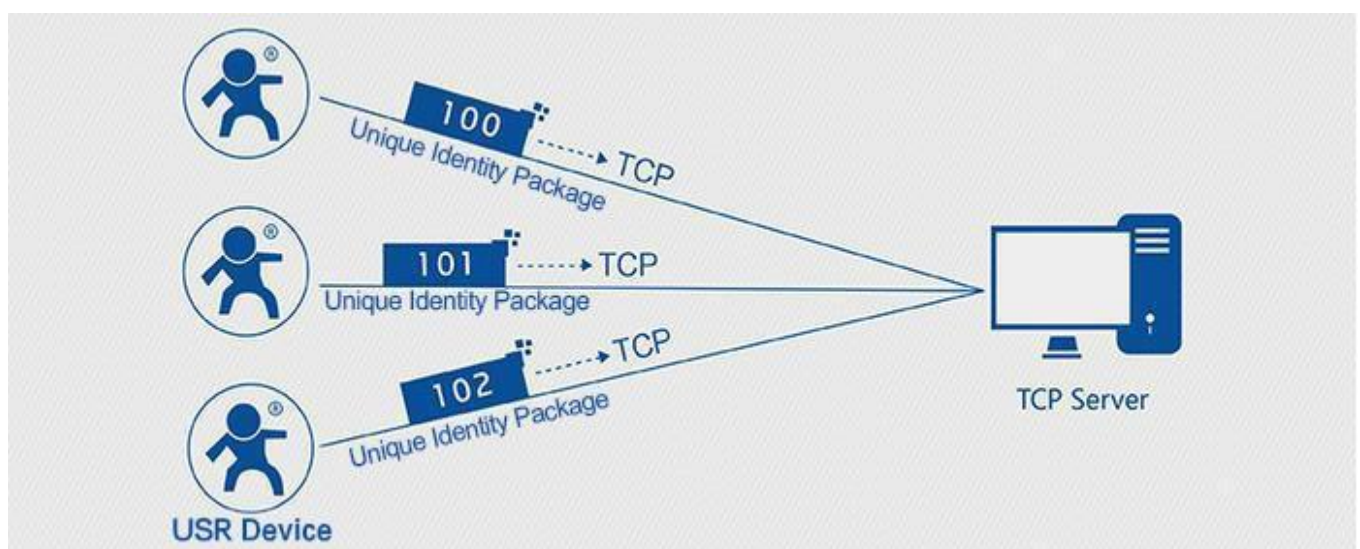 ®
100
TCP
Unique Identity Package
®
101
TCP
Unique Identity Package
®
102
TCP
Unique Identity Package
TCP Server
USR Device